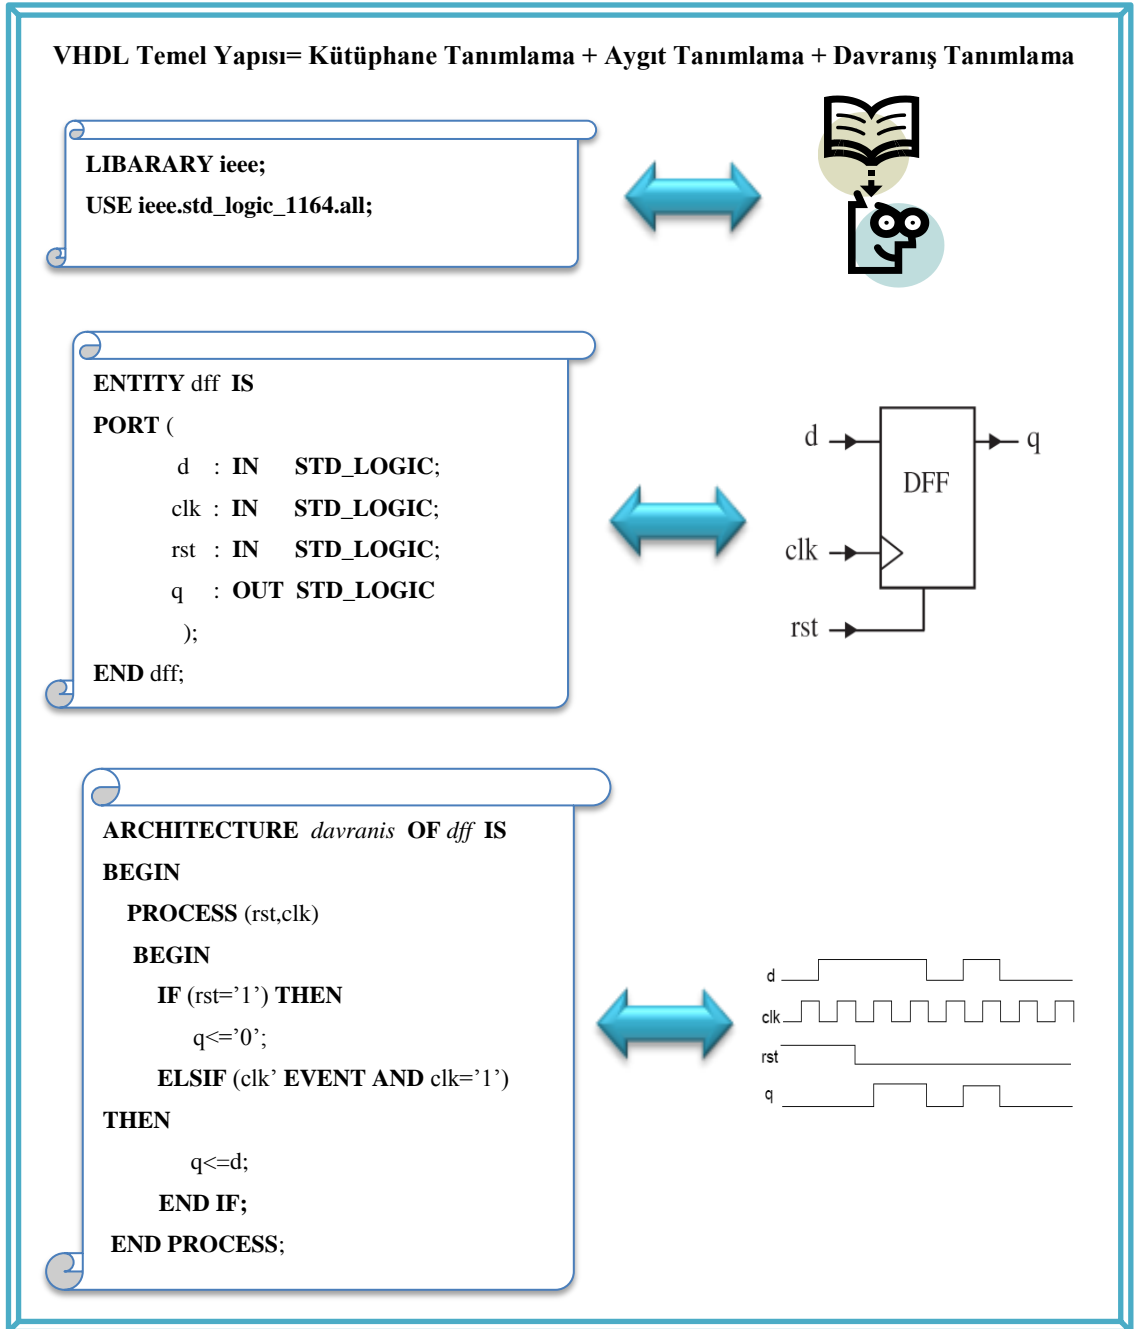 VHDL Temel Yapısı= Kütüphane Tanımlama + Aygıt Tanımlama + Davranış Tanımlama
LIBARARY ieee;
USE ieee.std_logic_1164.all;
ENTITY dff IS
PORT (
d : IN STD_LOGIC;
clk : IN STD_LOGIC;
rst : IN STD_LOGIC;
q : OUT STD_LOGIC
);
END dff;
d
q
DFF
clk
rst
ARCHITECTURE davranis OF dff IS
BEGIN
PROCESS (rst,clk)
BEGIN
IF (rst=’1’) THEN
q<=’0’;
ELSIF (clk’ EVENT AND clk=’1’)
THEN
q<=d;
END IF;
END PROCESS;
d
clk
rst
q